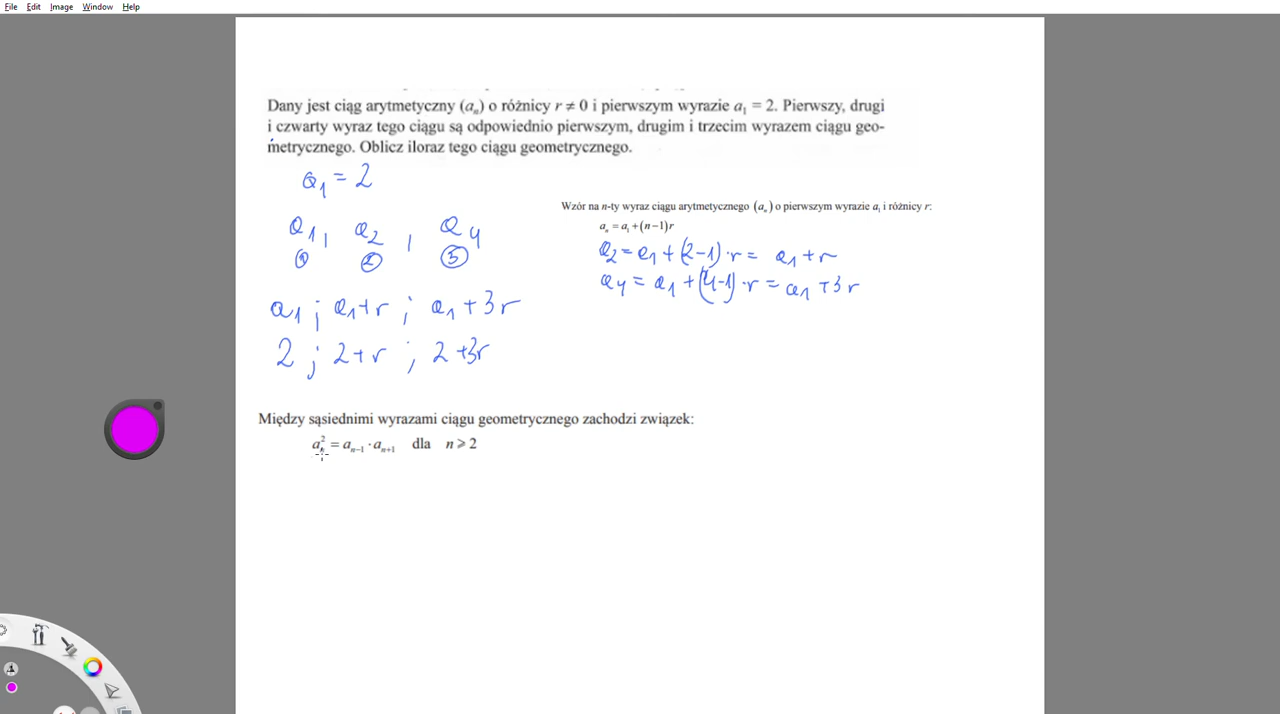 File Edit Image Window Help
Dany jest ciąg arytmetyczny (aₙ) o różnicy r ≠ 0 i pierwszym wyrazie a₁ = 2. Pierwszy, drugi
i czwarty wyraz tego ciągu są odpowiednio pierwszym, drugim i trzecim wyrazem ciągu geo-
metrycznego. Oblicz iloraz tego ciągu geometrycznego.
a₁ = 2
Wzór na n-ty wyraz ciągu arytmetycznego (aₙ) o pierwszym wyrazie a₁ i różnicy r:
aₙ = a₁ + (n−1)r
a₁, a₂, a₄
① ② ③
a₂ = a₁ + (2−1)·r = a₁ + r
a₄ = a₁ + (4−1)·r = a₁ + 3r
a₁ ; a₁+r ; a₁+3r
2 ; 2+r ; 2+3r
Między sąsiednimi wyrazami ciągu geometrycznego zachodzi związek:
aₙ² = aₙ₋₁ · aₙ₊₁ dla n ⩾ 2